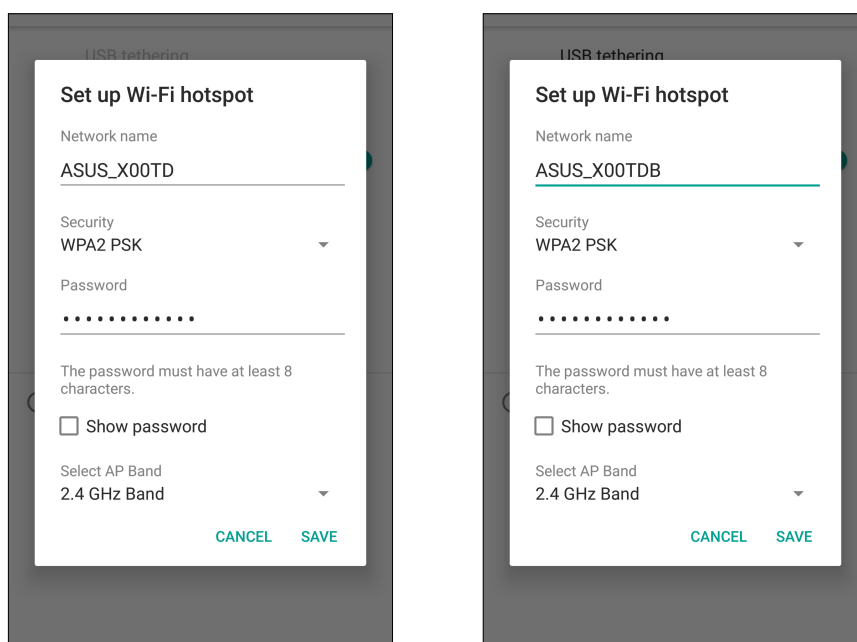 USB tethering
Set up Wi-Fi hotspot
Network name
ASUS_X00TD
Security
WPA2 PSK
Password
••••••••••••
The password must have at least 8
characters.
Show password
Select AP Band
2.4 GHz Band
CANCEL SAVE
USB tethering
Set up Wi-Fi hotspot
Network name
ASUS_X00TDB
Security
WPA2 PSK
Password
••••••••••••
The password must have at least 8
characters.
Show password
Select AP Band
2.4 GHz Band
CANCEL SAVE